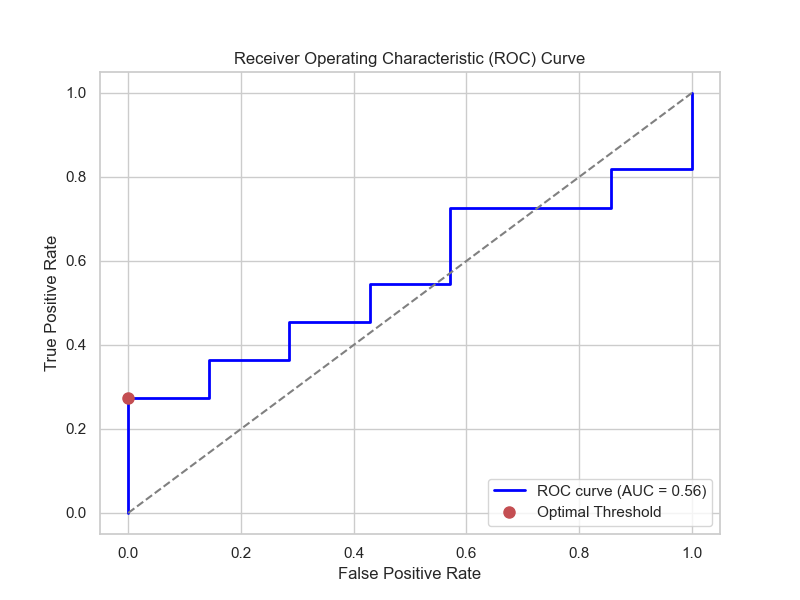 Receiver Operating Characteristic (ROC) Curve
True Positive Rate
1.0
0.8
0.6
0.4
0.2
0.0
ROC curve (AUC = 0.56)
Optimal Threshold
0.0 0.2 0.4 0.6 0.8 1.0
False Positive Rate